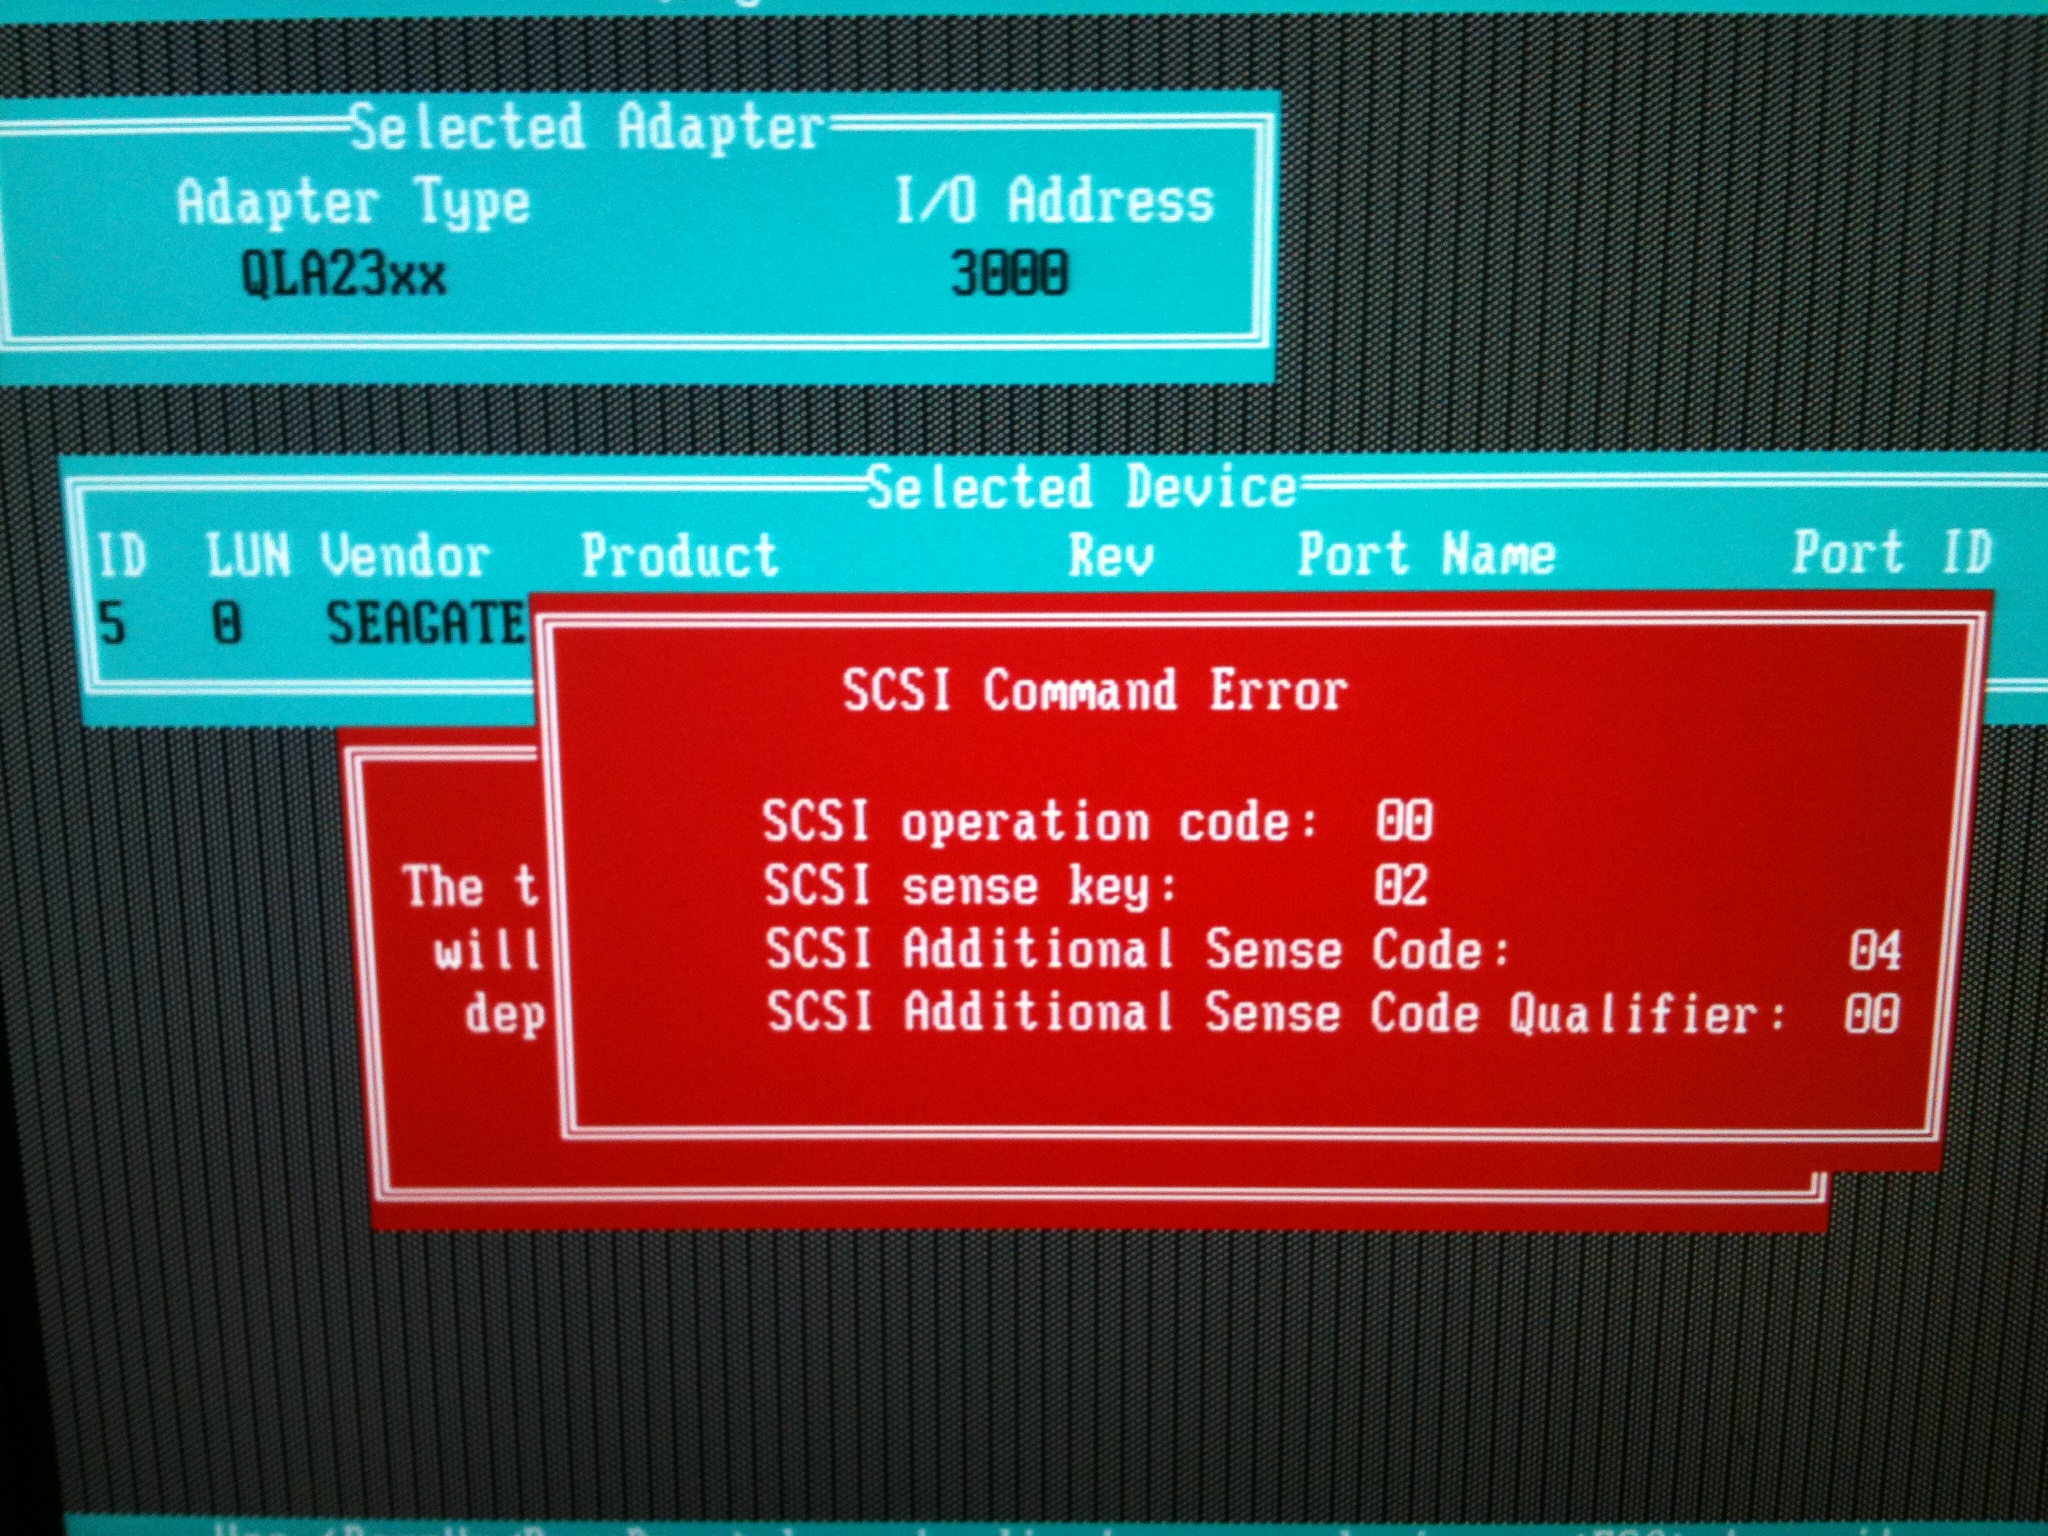 Selected Adapter
Adapter Type I/O Address
QLA23xx 3000
Selected Device
ID LUN Vendor Product Rev Port Name Port ID
5 0 SEAGATE
SCSI Command Error
SCSI operation code: 00
The t
SCSI sense key: 02
will
SCSI Additional Sense Code: 04
dep
SCSI Additional Sense Code Qualifier: 00